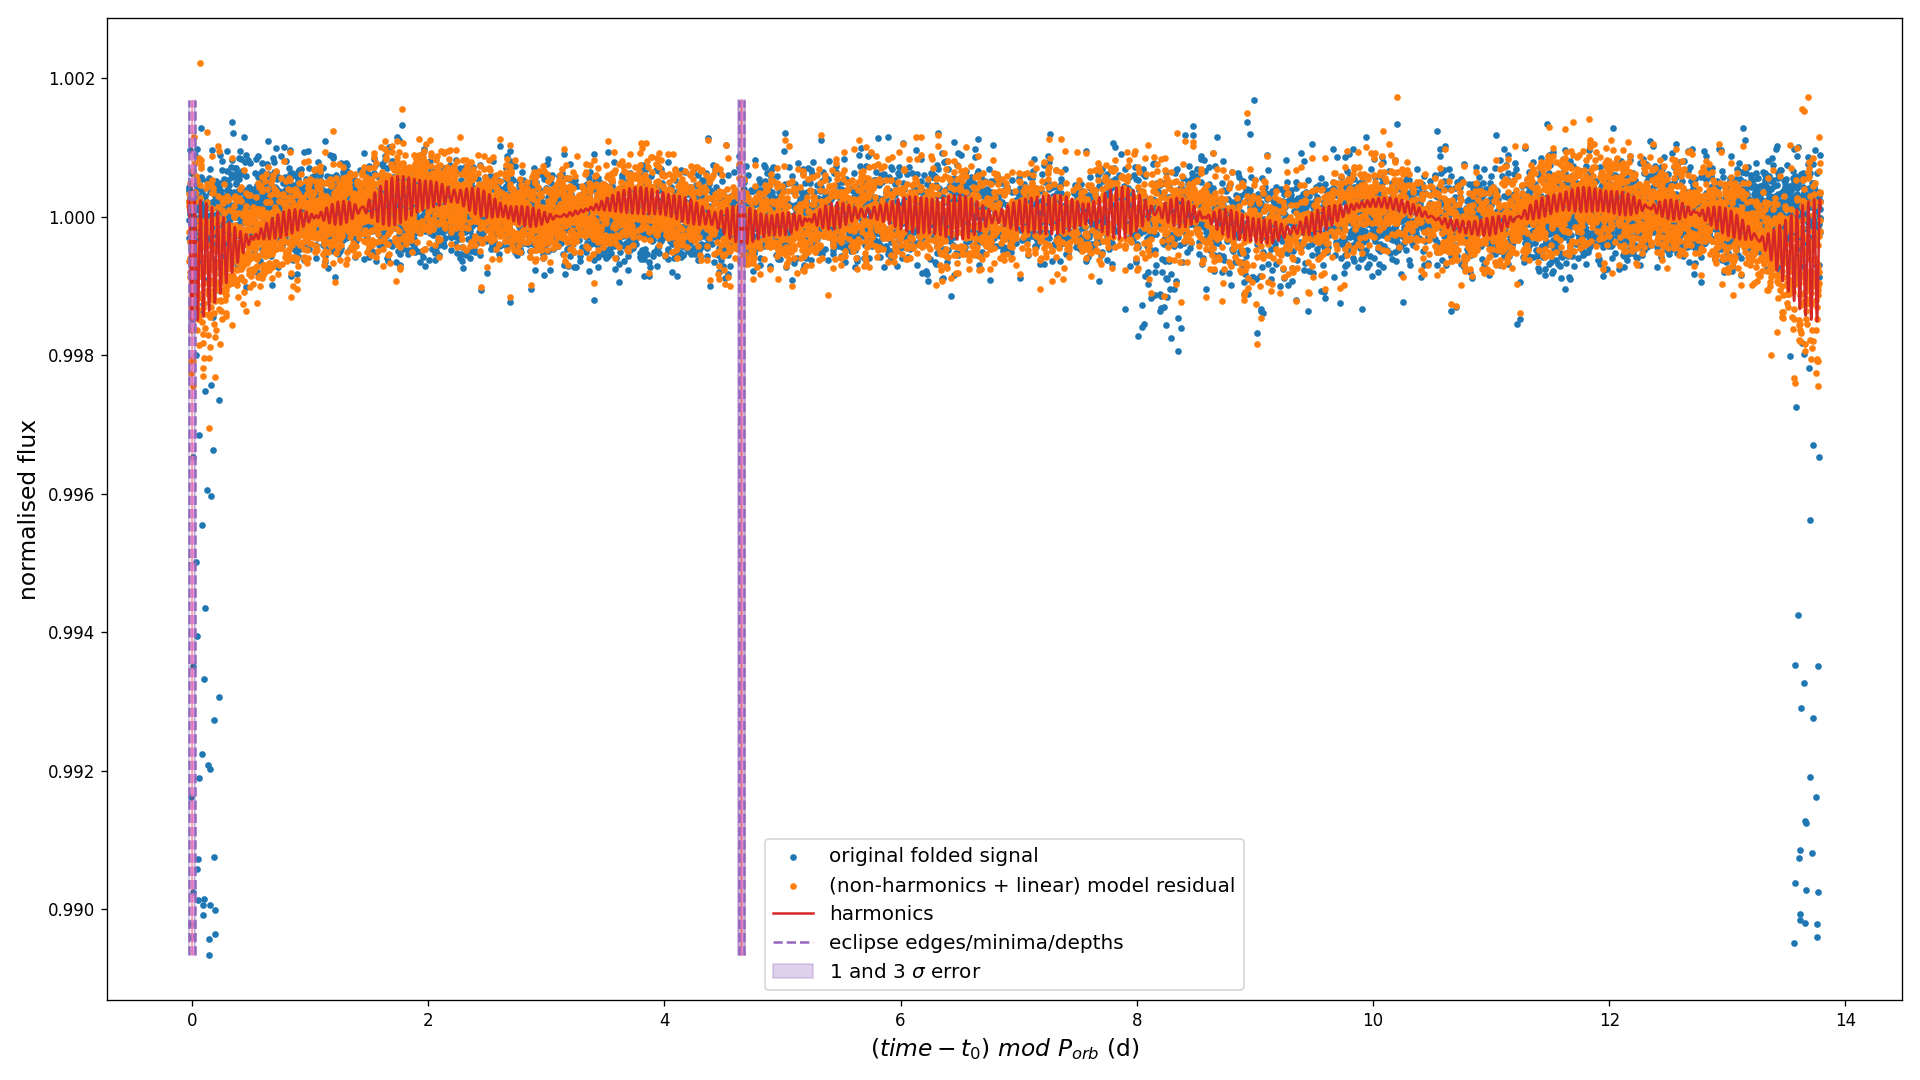 normalised flux
1.002
1.000
0.998
0.996
0.994
0.992
0.990
original folded signal
(non-harmonics + linear) model residual
harmonics
eclipse edges/minima/depths
1 and 3 σ error
0 2 4 6 8 10 12 14
(time − t₀) mod Pₒᵣb (d)